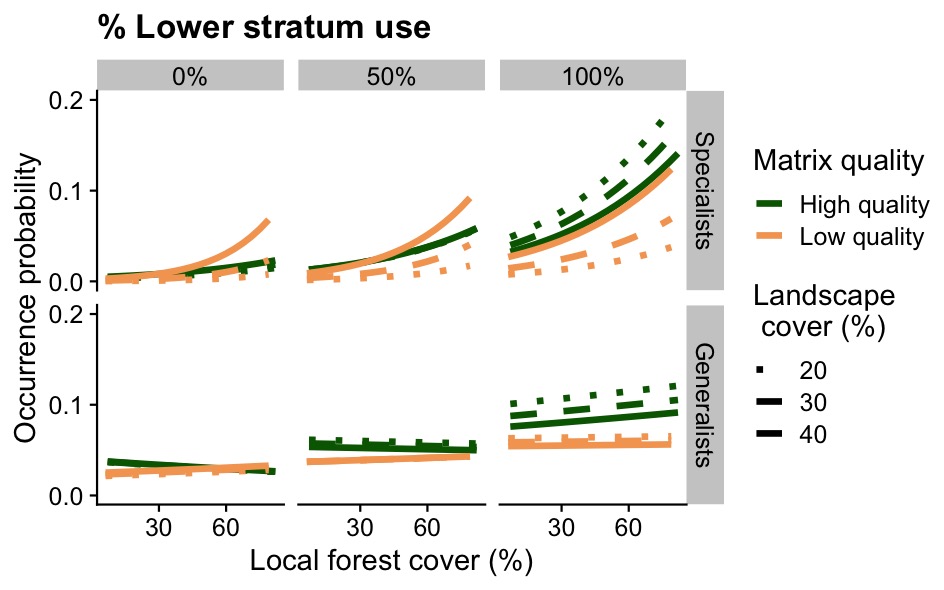 % Lower stratum use
0%
50%
100%
Occurrence probability
0.2
0.1
0.0
Specialists
0.2
0.1
0.0
Generalists
30
60
30
60
30
60
Local forest cover (%)
Matrix quality
High quality
Low quality
Landscape
cover (%)
20
30
40